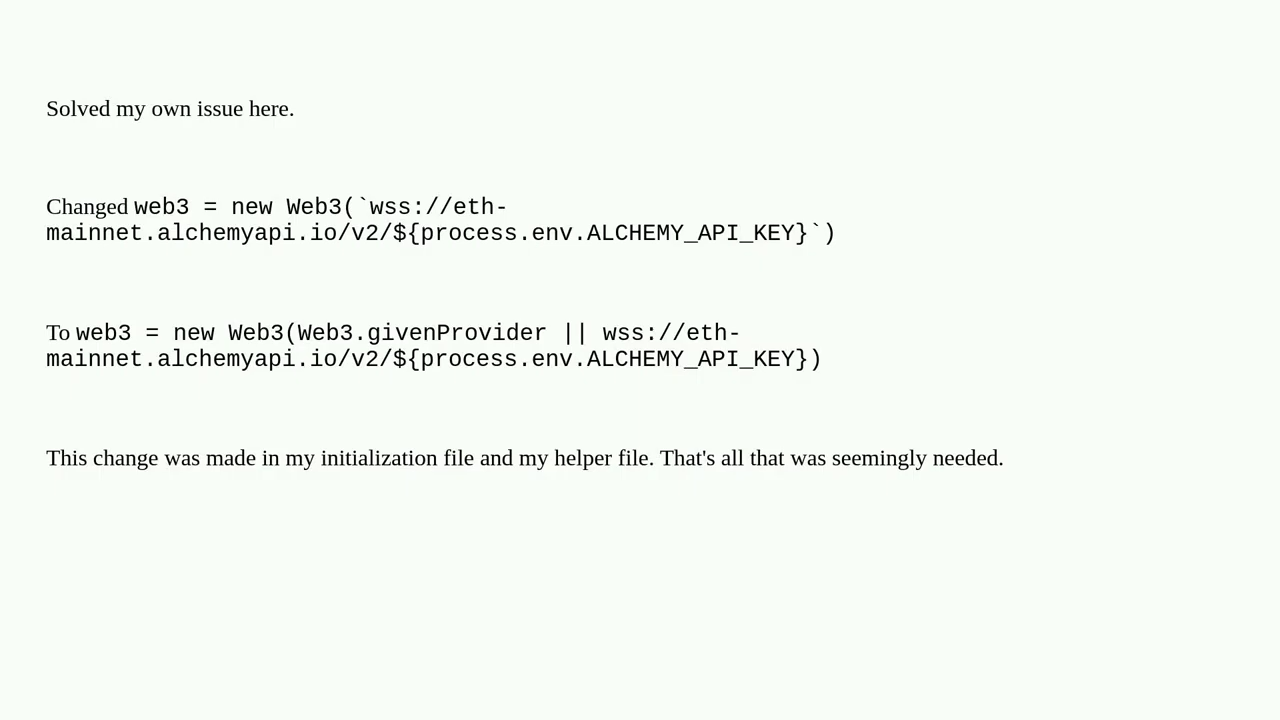 Solved my own issue here.
Changed web3 = new Web3(`wss://eth-
mainnet.alchemyapi.io/v2/${process.env.ALCHEMY_API_KEY}`)
To web3 = new Web3(Web3.givenProvider || wss://eth-
mainnet.alchemyapi.io/v2/${process.env.ALCHEMY_API_KEY})
This change was made in my initialization file and my helper file. That's all that was seemingly needed.